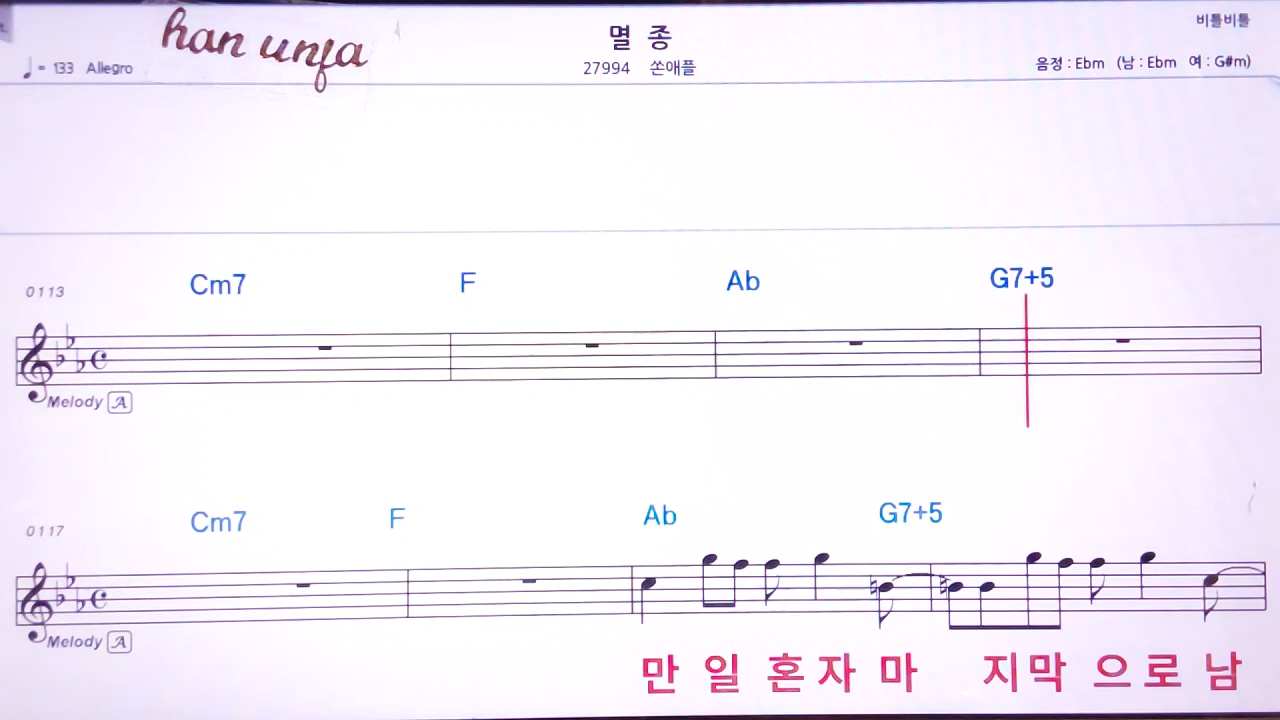 han unfa
멸 종
비틀비틀
♩= 133 Allegro
27994 쏜애플
음정 : Ebm (남 : Ebm 여 : G#m)
0113 Cm7 F Ab G7+5
Melody A
0117 Cm7 F Ab G7+5
Melody A
만 일 혼 자 마 지 막 으 로 남